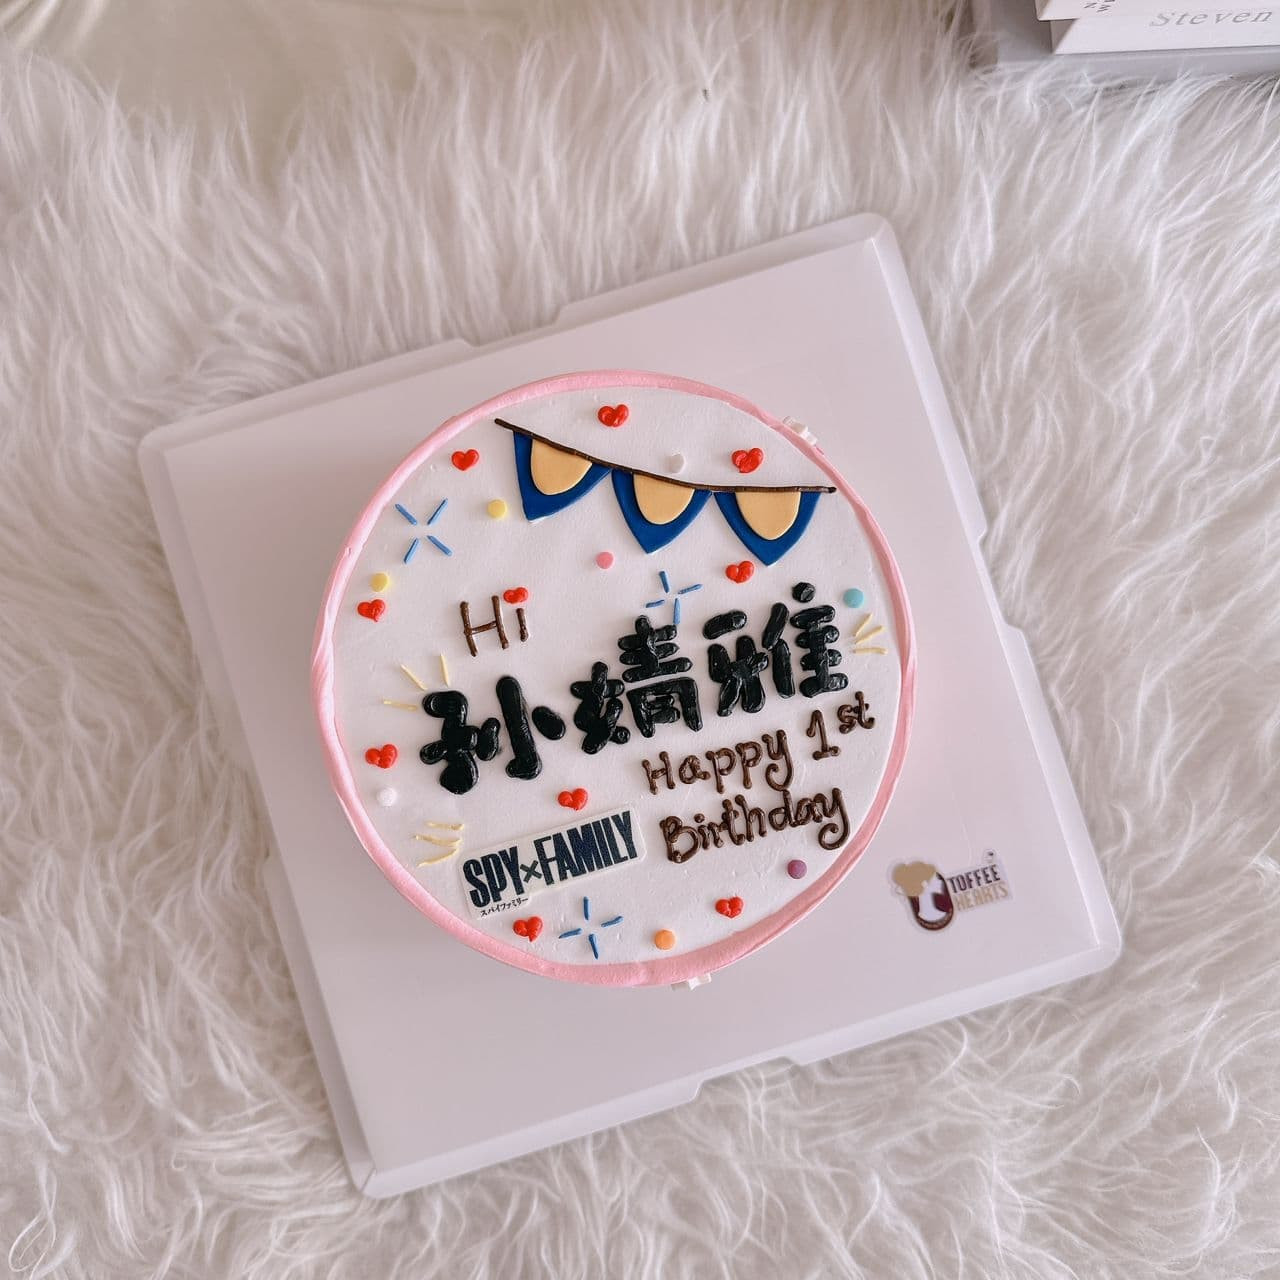 Steven
Hi
孙婧雅
Happy 1st
Birthday
SPY×FAMILY
スパイファミリー
TOFFEE
HEARTS